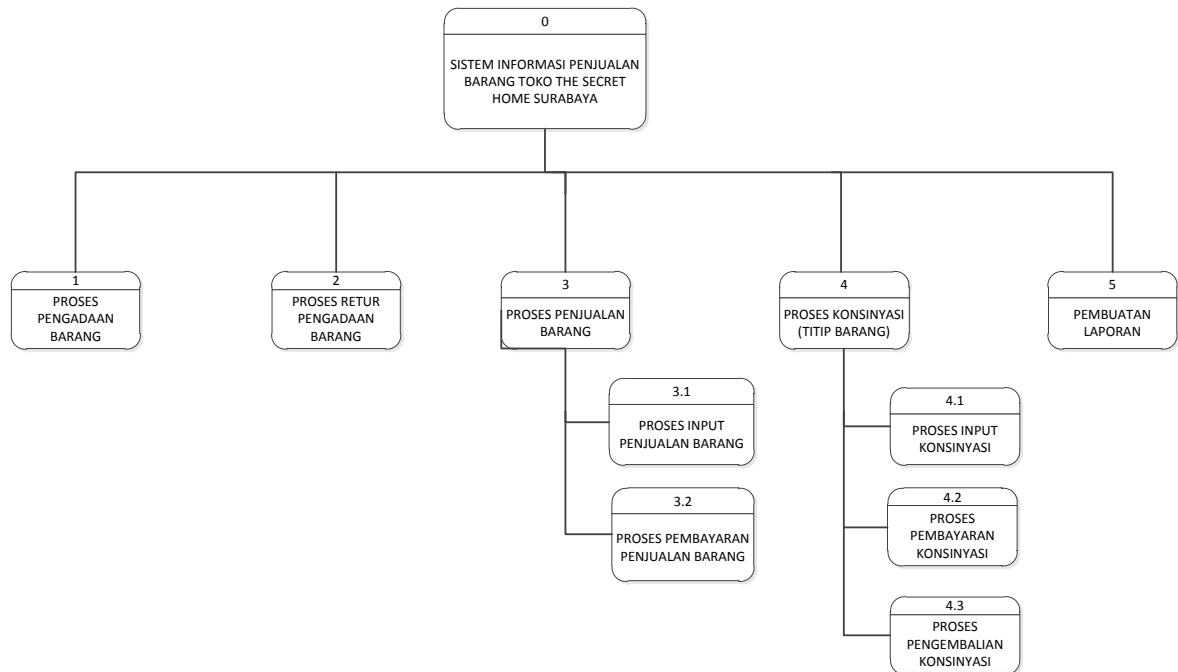 0
SISTEM INFORMASI PENJUALAN
BARANG TOKO THE SECRET
HOME SURABAYA
1
PROSES
PENGADAAN
BARANG
2
PROSES RETUR
PENGADAAN
BARANG
3
PROSES PENJUALAN
BARANG
4
PROSES KONSINYASI
(TITIP BARANG)
5
PEMBUATAN
LAPORAN
3.1
PROSES INPUT
PENJUALAN BARANG
3.2
PROSES PEMBAYARAN
PENJUALAN BARANG
4.1
PROSES INPUT
KONSINYASI
4.2
PROSES
PEMBAYARAN
KONSINYASI
4.3
PROSES
PENGEMBALIAN
KONSINYASI